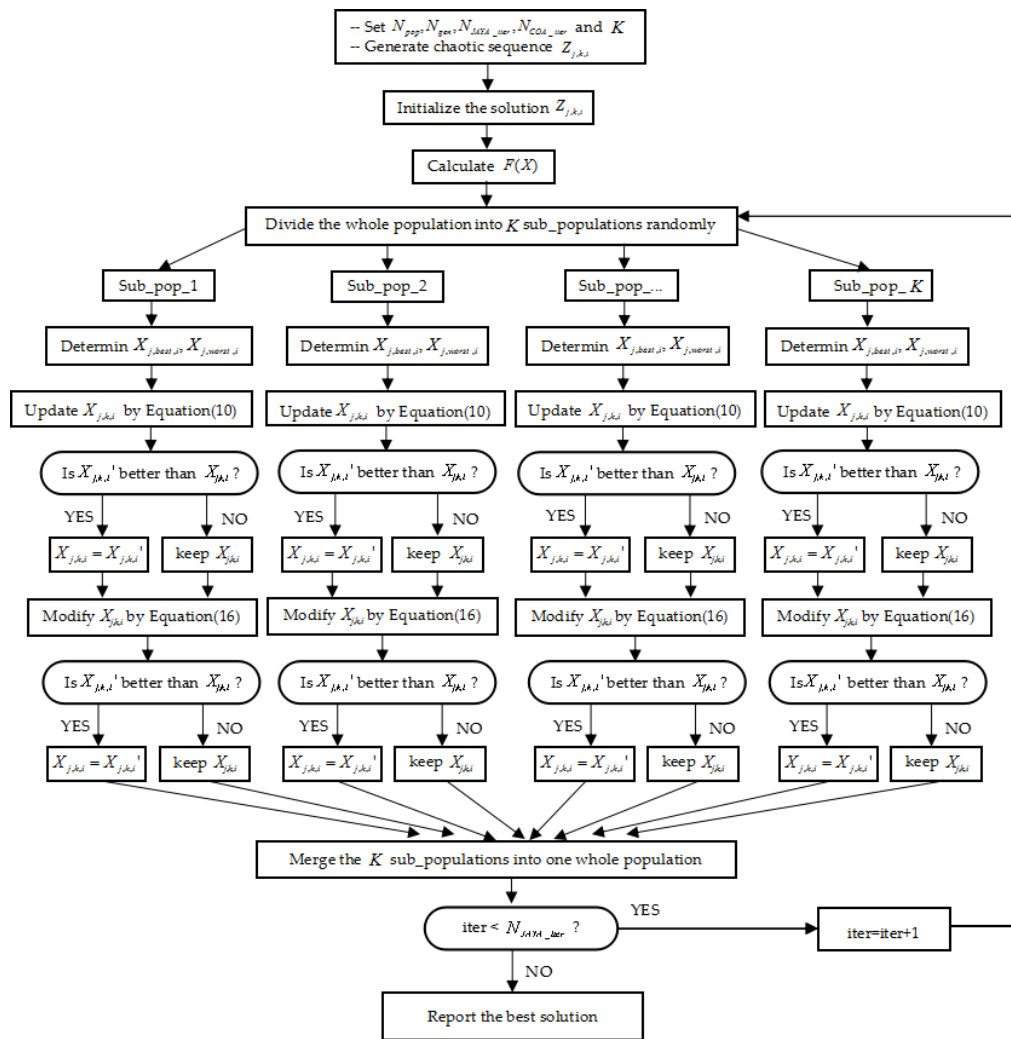 -- Set N_pop, N_gen, N_JAYA_iter, N_COA_iter and K
-- Generate chaotic sequence Z_j,k,i
Initialize the solution Z_j,k,i
Calculate F(X)
Divide the whole population into K sub_populations randomly
Sub_pop_1 Sub_pop_2 Sub_pop_... Sub_pop_ K
Determin X_j,best,i, X_j,worst,i Determin X_j,best,i, X_j,worst,i Determin X_j,best,i, X_j,worst,i Determin X_j,best,i, X_j,worst,i
Update X_j,k,i by Equation(10) Update X_j,k,i by Equation(10) Update X_j,k,i by Equation(10) Update X_j,k,i by Equation(10)
Is X_j,k,i' better than X_j,k,i ? Is X_j,k,i' better than X_j,k,i ? Is X_j,k,i' better than X_j,k,i ? Is X_j,k,i' better than X_j,k,i ?
YES NO YES NO YES NO YES NO
X_j,k,i = X_j,k,i' keep X_j,k,i X_j,k,i = X_j,k,i' keep X_j,k,i X_j,k,i = X_j,k,i' keep X_j,k,i X_j,k,i = X_j,k,i' keep X_j,k,i
Modify X_j,k,i by Equation(16) Modify X_j,k,i by Equation(16) Modify X_j,k,i by Equation(16) Modify X_j,k,i by Equation(16)
Is X_j,k,i' better than X_j,k,i ? Is X_j,k,i' better than X_j,k,i ? Is X_j,k,i' better than X_j,k,i ? Is X_j,k,i' better than X_j,k,i ?
YES NO YES NO YES NO YES NO
X_j,k,i = X_j,k,i' keep X_j,k,i X_j,k,i = X_j,k,i' keep X_j,k,i X_j,k,i = X_j,k,i' keep X_j,k,i X_j,k,i = X_j,k,i' keep X_j,k,i
Merge the K sub_populations into one whole population
iter < N_JAYA_iter ? YES iter=iter+1
NO
Report the best solution